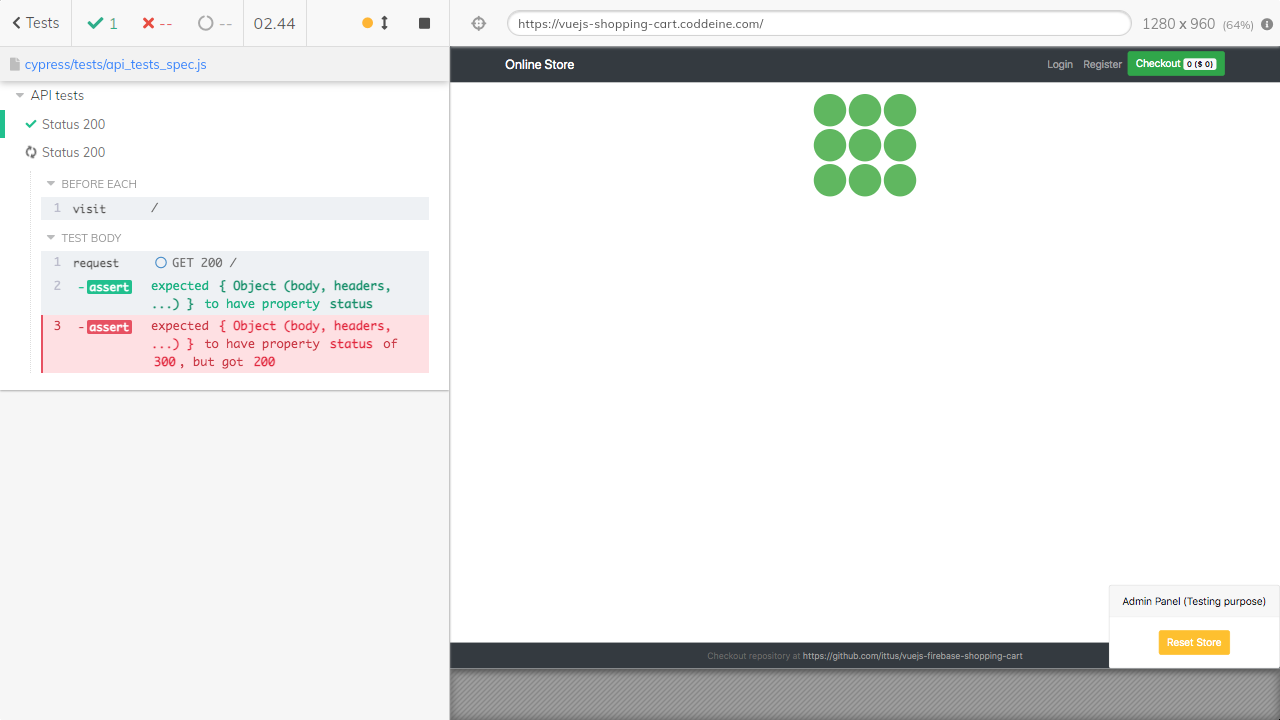 Tests
1
--
--
02.44
https://vuejs-shopping-cart.coddeine.com/
1280 x 960 (64%)
cypress/tests/api_tests_spec.js
API tests
Status 200
Status 200
BEFORE EACH
1 visit /
TEST BODY
1 request GET 200 /
2 - assert expected { Object (body, headers,
...) } to have property status
3 - assert expected { Object (body, headers,
...) } to have property status of
300, but got 200
Online Store
Login Register Checkout 0 ($ 0)
Admin Panel (Testing purpose)
Reset Store
Checkout repository at https://github.com/ittus/vuejs-firebase-shopping-cart